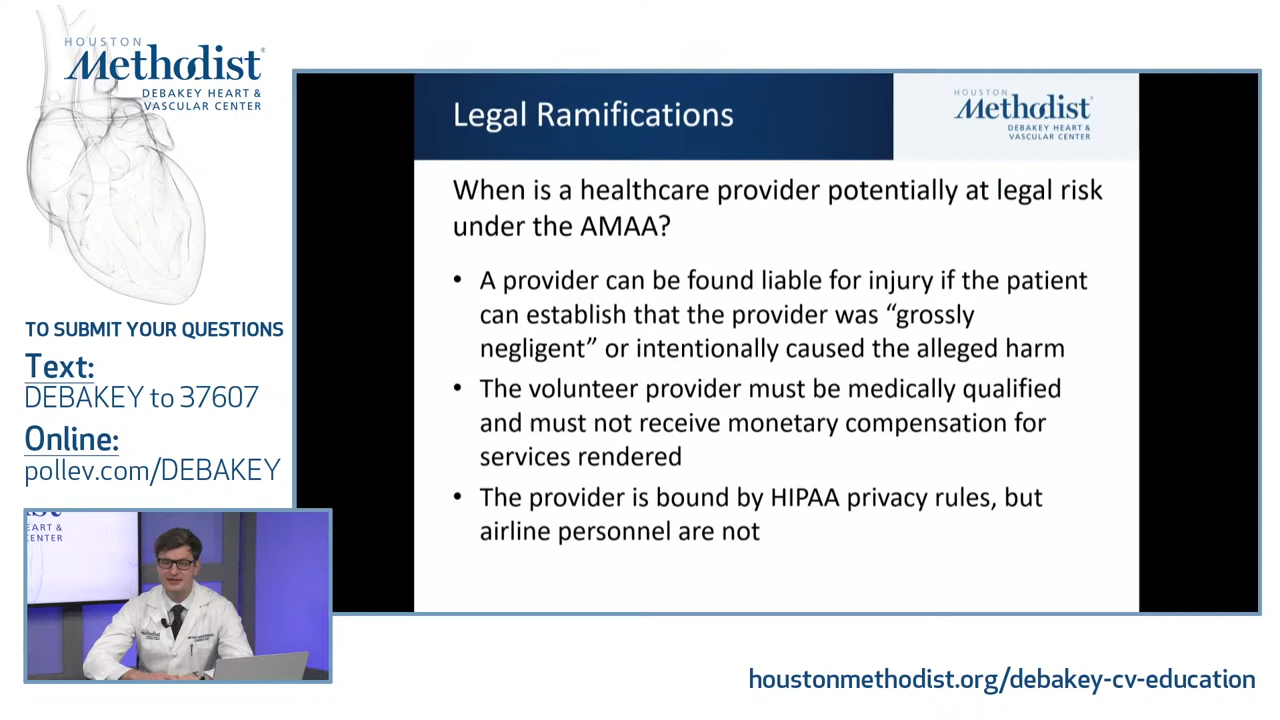 HOUSTON
Methodist®
DEBAKEY HEART &
VASCULAR CENTER
TO SUBMIT YOUR QUESTIONS
Text:
DEBAKEY to 37607
Online:
pollev.com/DEBAKEY
Legal Ramifications
HOUSTON
Methodist®
DEBAKEY HEART &
VASCULAR CENTER
When is a healthcare provider potentially at legal risk
under the AMAA?
• A provider can be found liable for injury if the patient
can establish that the provider was “grossly
negligent” or intentionally caused the alleged harm
• The volunteer provider must be medically qualified
and must not receive monetary compensation for
services rendered
• The provider is bound by HIPAA privacy rules, but
airline personnel are not
EART &
CENTER
Methodist
houstonmethodist.org/debakey-cv-education